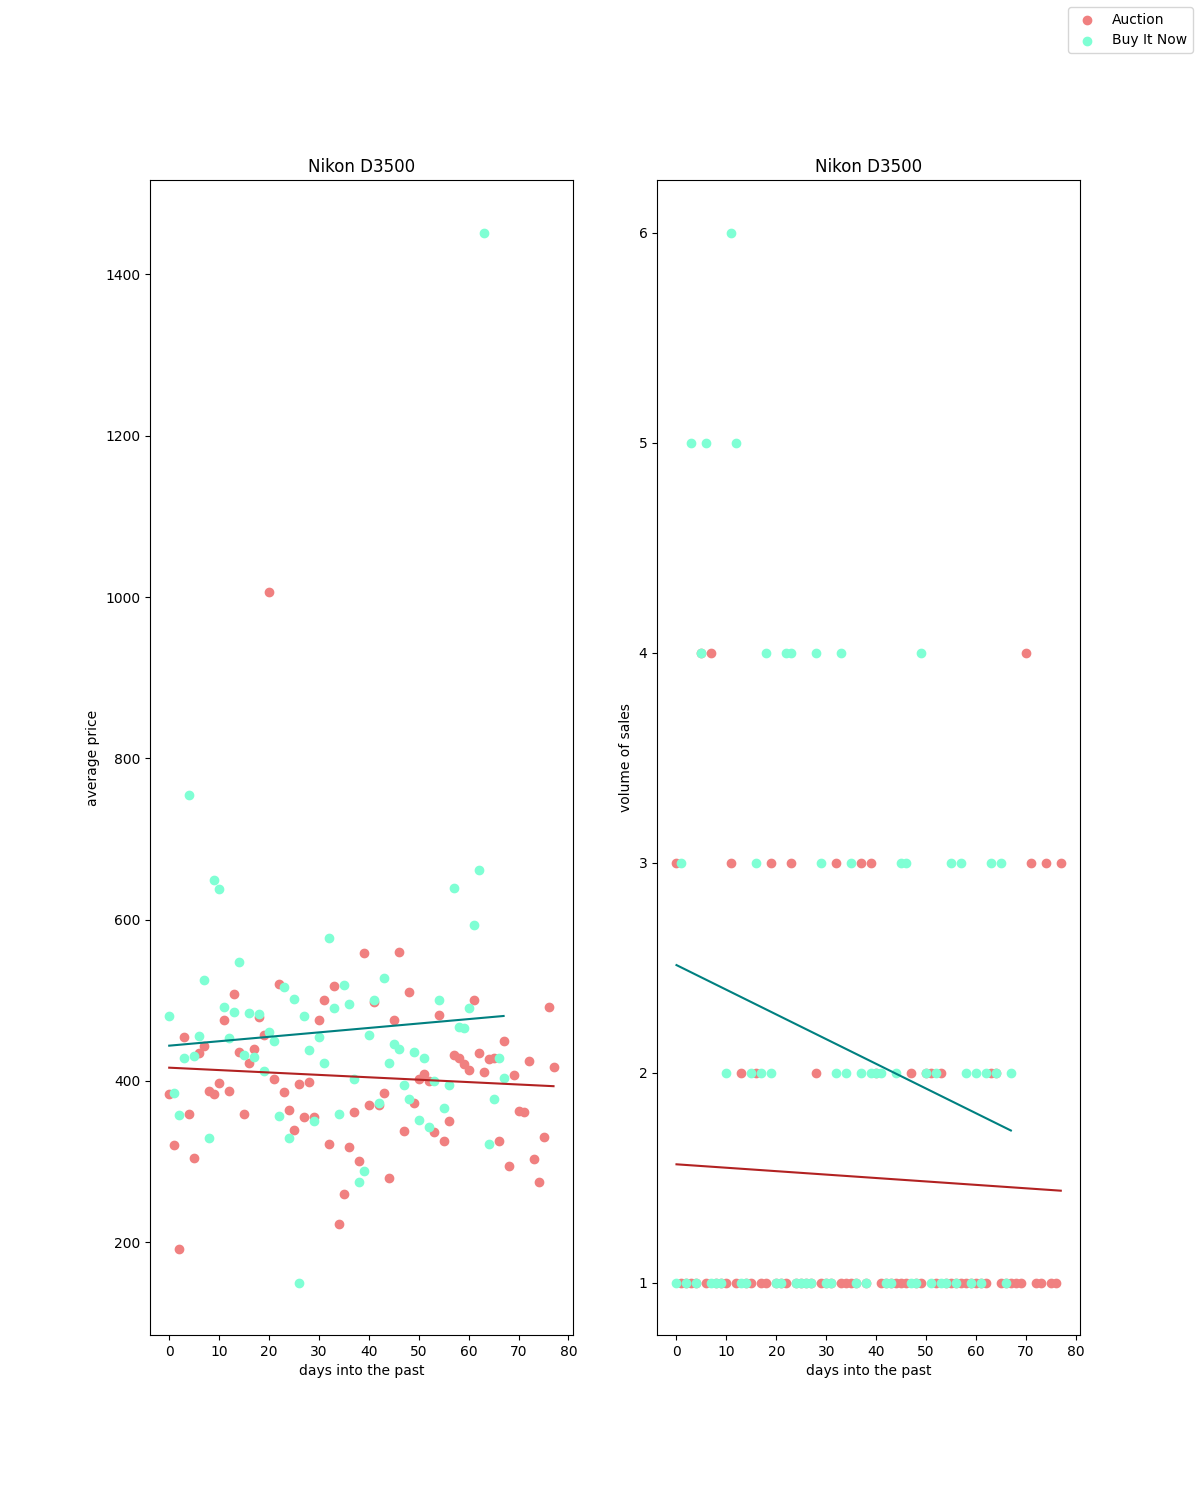 Auction
Buy It Now
Nikon D3500
1400
1200
1000
800
600
400
200
average price
0 10 20 30 40 50 60 70 80
days into the past
Nikon D3500
6
5
4
3
2
1
volume of sales
0 10 20 30 40 50 60 70 80
days into the past